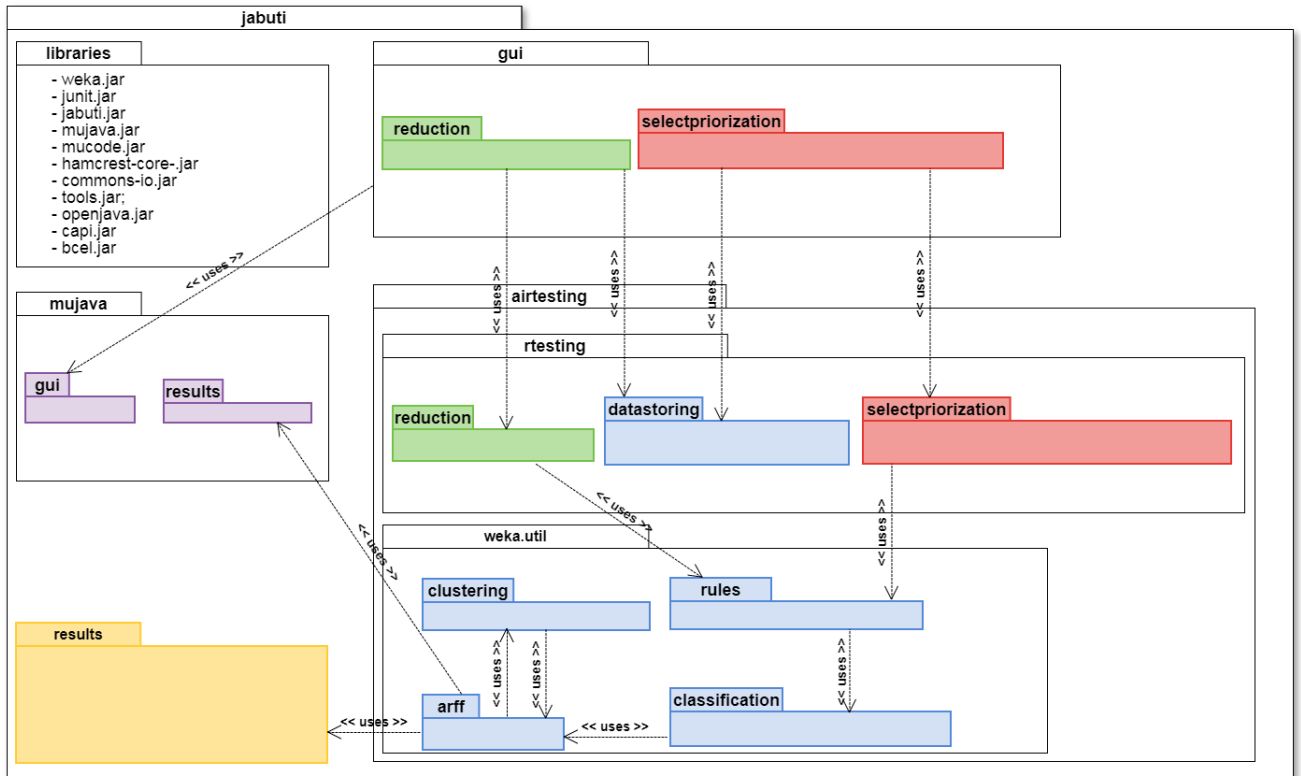 jabuti
libraries
- weka.jar
- junit.jar
- jabuti.jar
- mujava.jar
- mucode.jar
- hamcrest-core-.jar
- commons-io.jar
- tools.jar;
- openjava.jar
- capi.jar
- bcel.jar
gui
reduction
selectpriorization
<< uses >>
<< uses >>
<< uses >>
<< uses >>
<< uses >>
mujava
gui
results
airtesting
rtesting
reduction
datastoring
selectpriorization
<< uses >>
<< uses >>
<< uses >>
weka.util
clustering
rules
<< uses >>
<< uses >>
<< uses >>
results
arff
classification
<< uses >>
<< uses >>